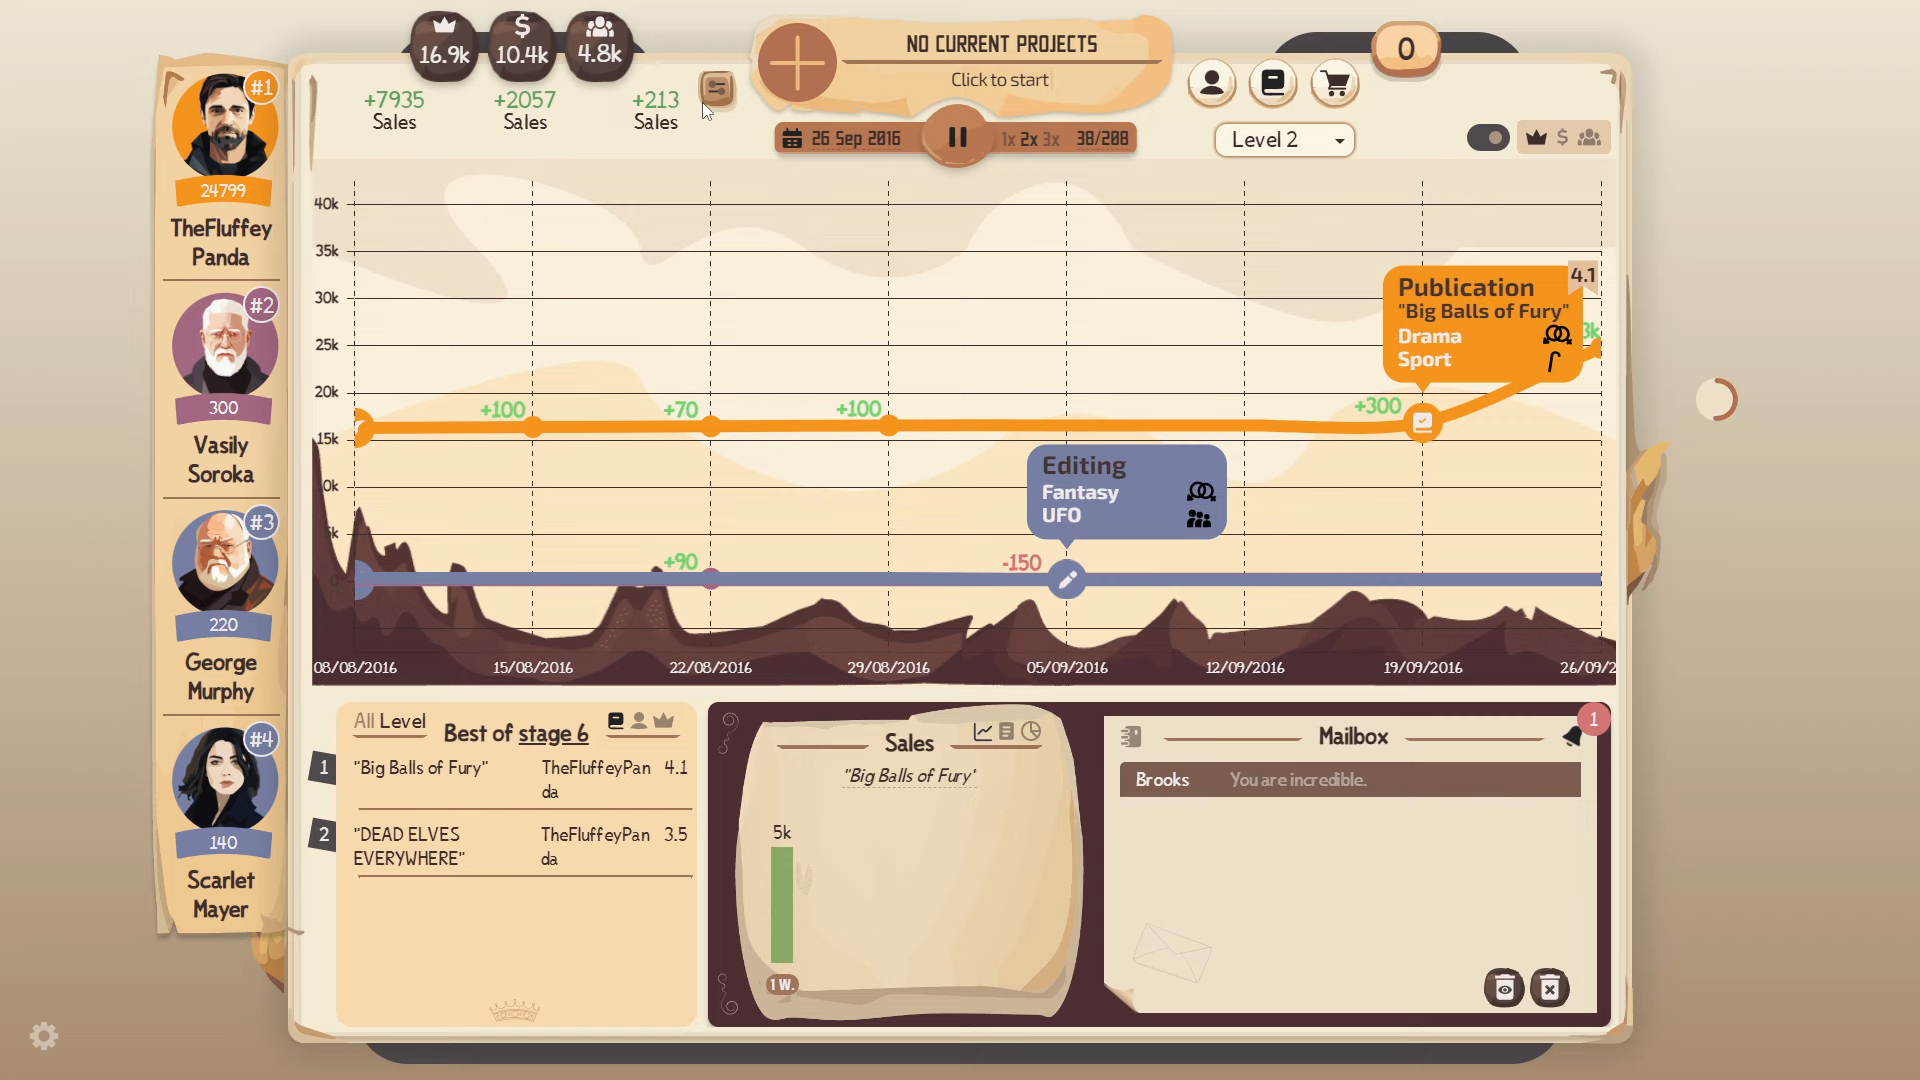 16.9k
10.4k
4.8k
+7935
Sales
+2057
Sales
+213
Sales
NO CURRENT PROJECTS
Click to start
26 Sep 2016
1x 2x 3x
38/208
0
Level 2
#1
24799
TheFluffey
Panda
#2
300
Vasily
Soroka
#3
220
George
Murphy
#4
140
Scarlet
Mayer
40k
35k
30k
25k
20k
15k
+100
+70
+100
+300
Publication
4.1
"Big Balls of Fury"
Drama
Sport
Editing
Fantasy
UFO
+90
-150
08/08/2016
15/08/2016
22/08/2016
29/08/2016
05/09/2016
12/09/2016
19/09/2016
26/09/2
All Level
Best of stage 6
1
"Big Balls of Fury"
TheFluffeyPan
da
4.1
2
"DEAD ELVES
EVERYWHERE"
TheFluffeyPan
da
3.5
Sales
"Big Balls of Fury'
5k
1 W.
Mailbox
1
Brooks
You are incredible.